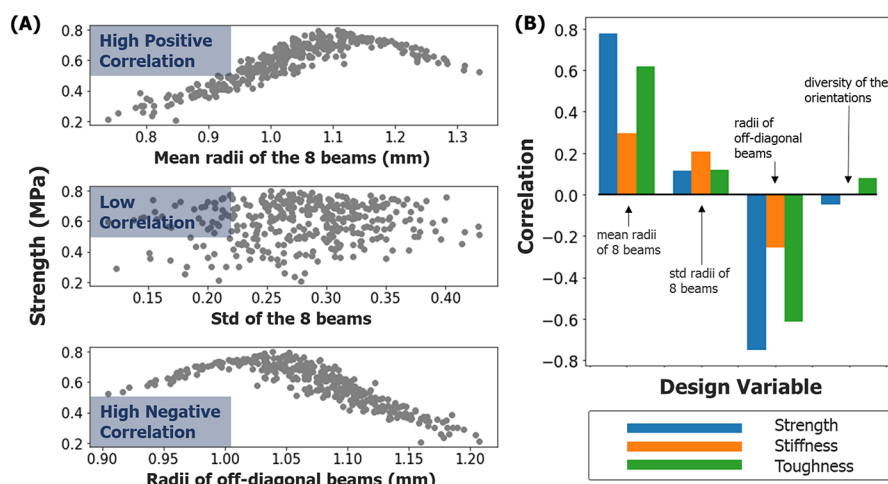 (A)
Strength (MPa)
High Positive
Correlation
0.8
0.6
0.4
0.2
0.8 0.9 1.0 1.1 1.2 1.3
Mean radii of the 8 beams (mm)
Low
Correlation
0.8
0.6
0.4
0.2
0.15 0.20 0.25 0.30 0.35 0.40
Std of the 8 beams
High Negative
Correlation
0.8
0.6
0.4
0.2
0.90 0.95 1.00 1.05 1.10 1.15 1.20
Radii of off-diagonal beams (mm)
(B)
Correlation
0.8
0.6
0.4
0.2
0.0
−0.2
−0.4
−0.6
−0.8
mean radius
of 8 beams
std radii of
8 beams
radius of
off-diagonal
beams
diversity of the
orientations
Design Variable
Strength
Stiffness
Toughness